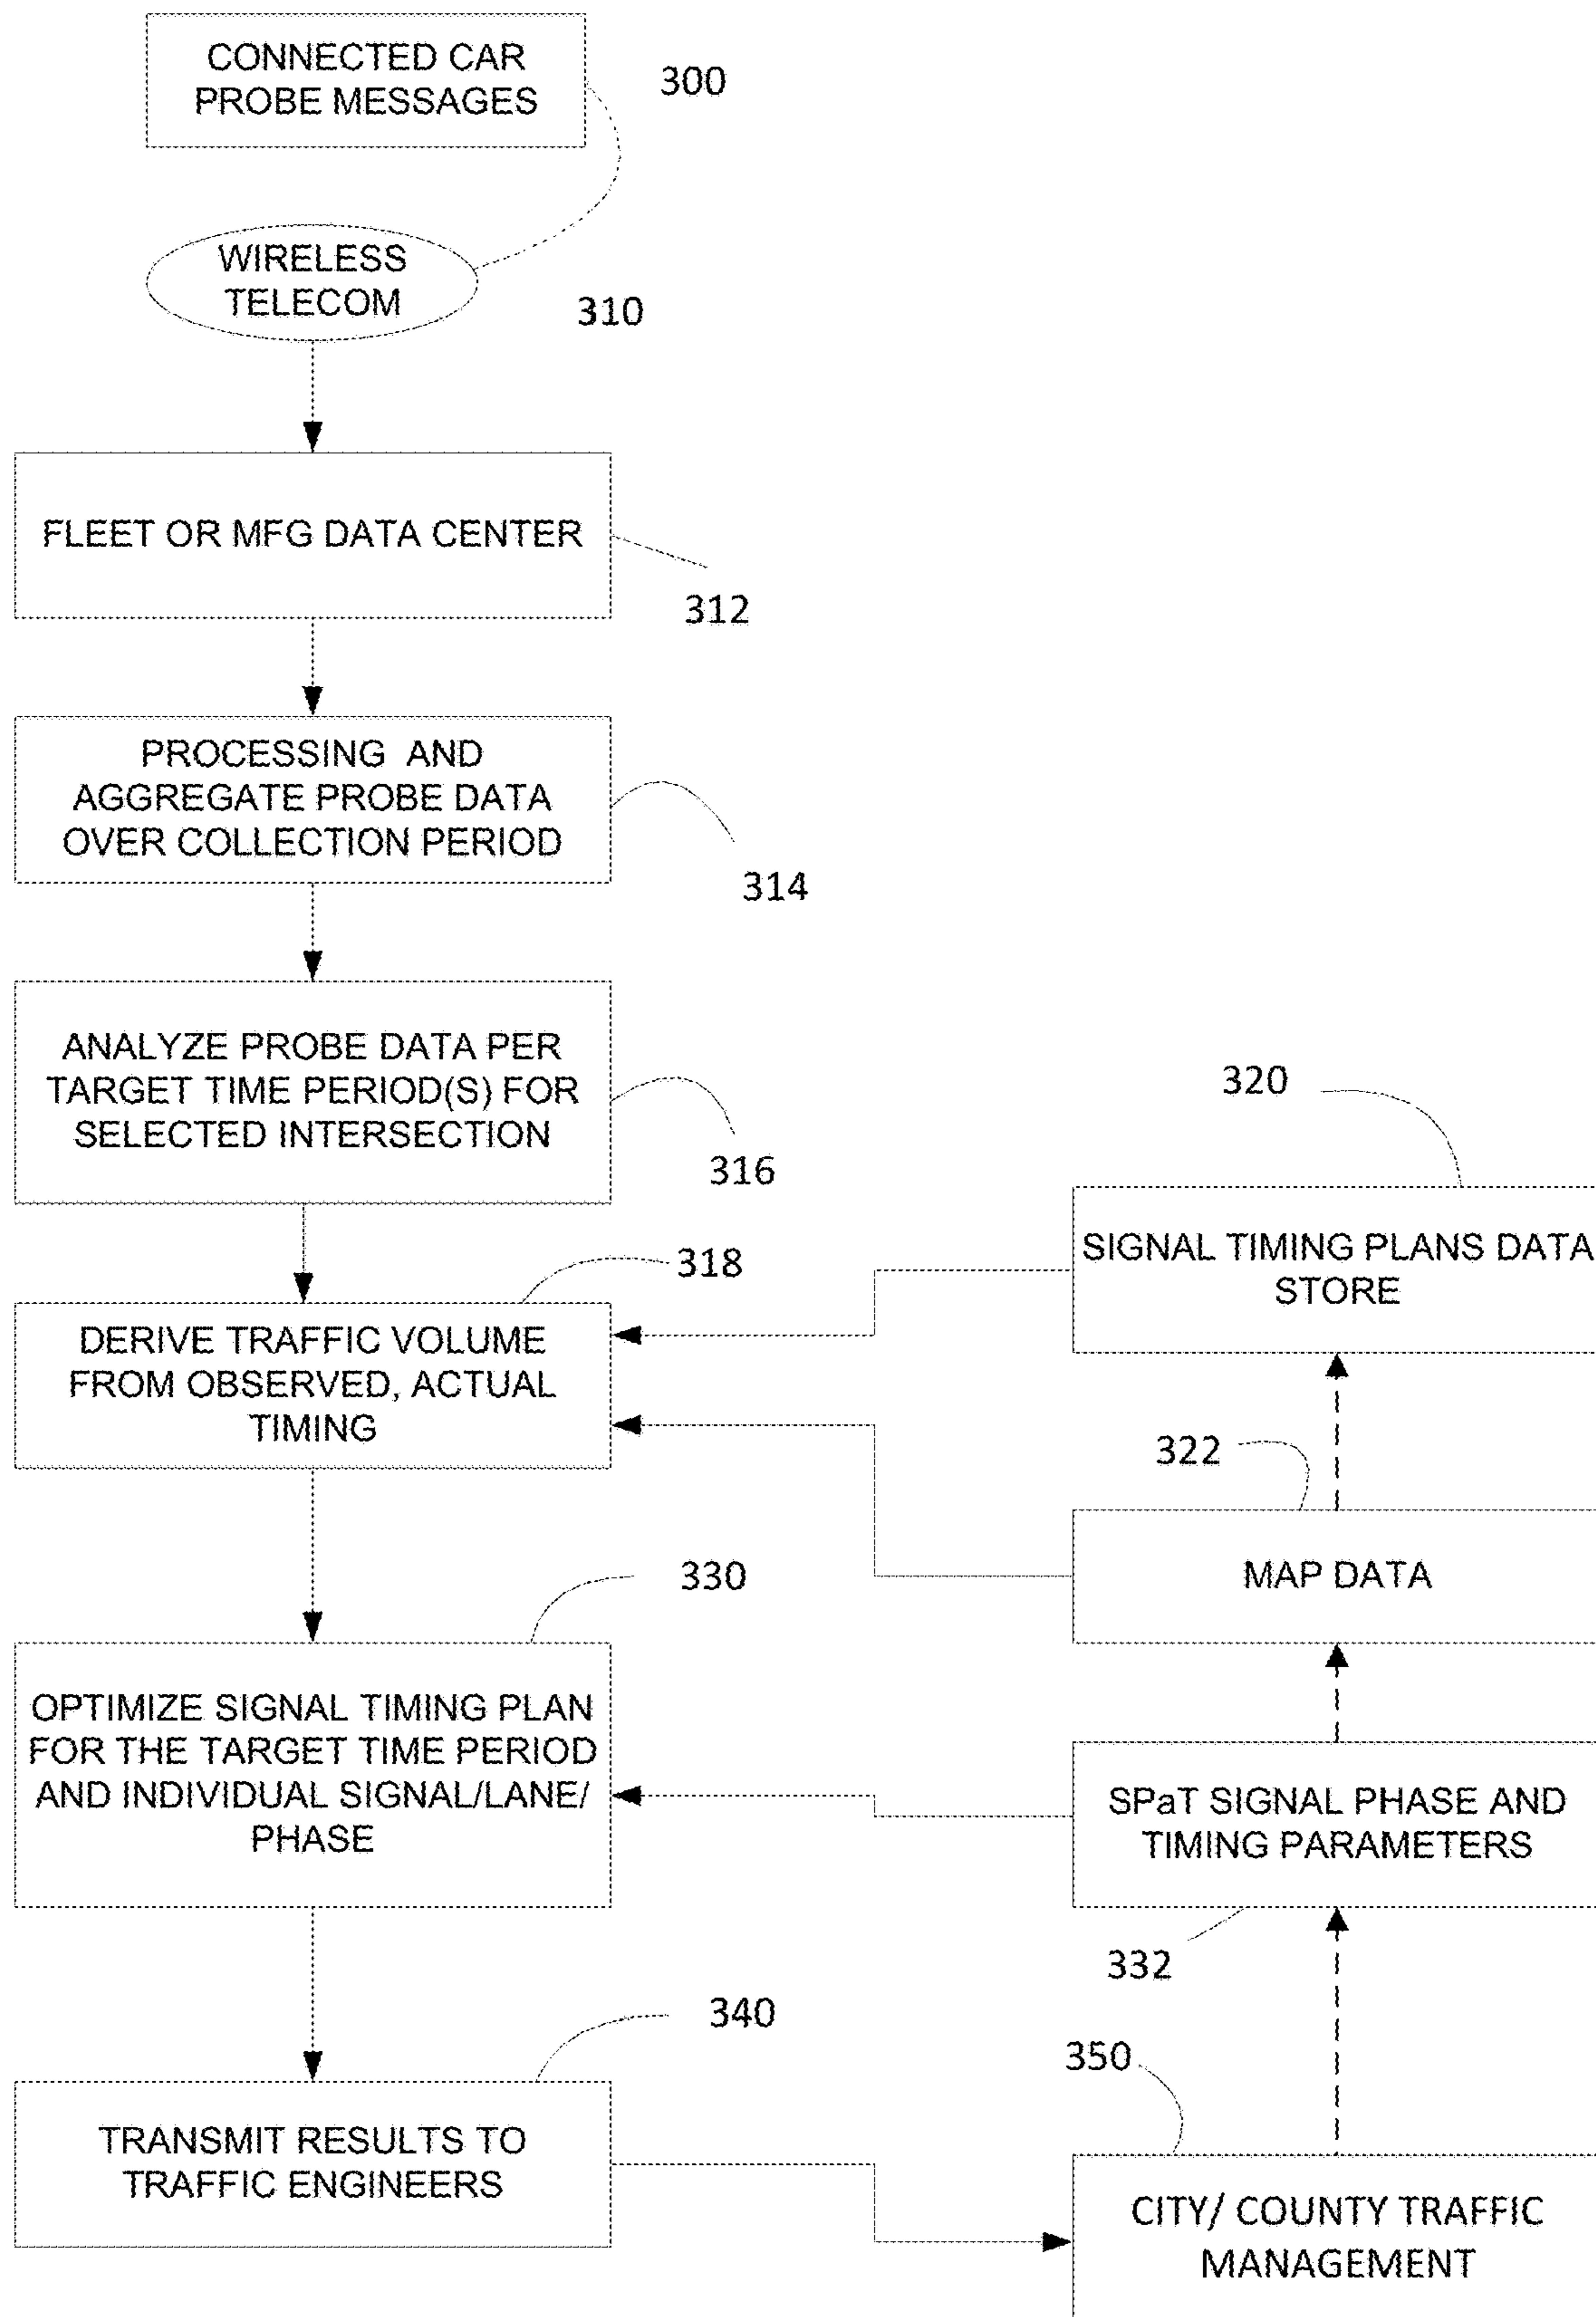 CONNECTED CAR
PROBE MESSAGES
300
WIRELESS
TELECOM
310
FLEET OR MFG DATA CENTER
312
PROCESSING AND
AGGREGATE PROBE DATA
OVER COLLECTION PERIOD
314
ANALYZE PROBE DATA PER
TARGET TIME PERIOD(S) FOR
SELECTED INTERSECTION
316
318
DERIVE TRAFFIC VOLUME
FROM OBSERVED, ACTUAL
TIMING
320
SIGNAL TIMING PLANS DATA
STORE
322
MAP DATA
330
OPTIMIZE SIGNAL TIMING PLAN
FOR THE TARGET TIME PERIOD
AND INDIVIDUAL SIGNAL/LANE/
PHASE
SPaT SIGNAL PHASE AND
TIMING PARAMETERS
332
340
TRANSMIT RESULTS TO
TRAFFIC ENGINEERS
350
CITY/ COUNTY TRAFFIC
MANAGEMENT